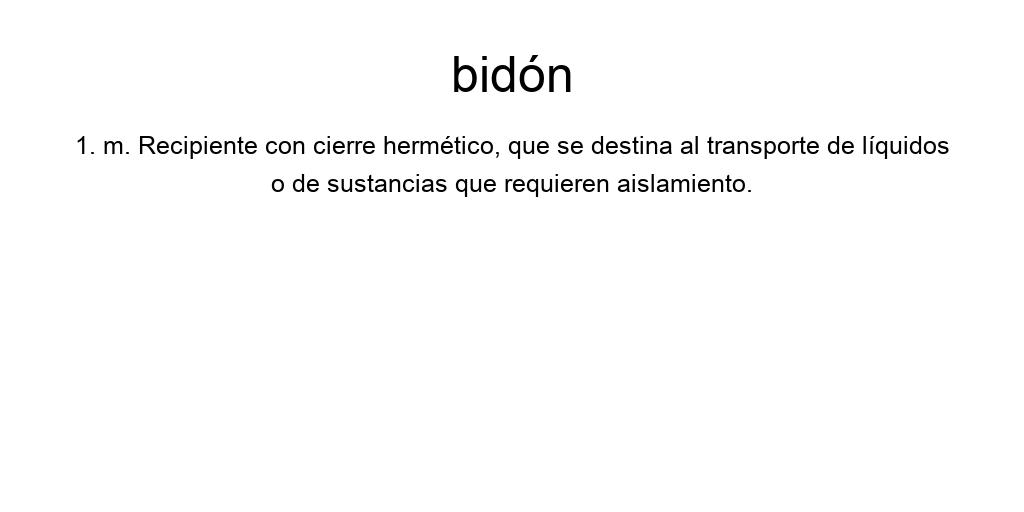 bidón
1. m. Recipiente con cierre hermético, que se destina al transporte de líquidos
o de sustancias que requieren aislamiento.